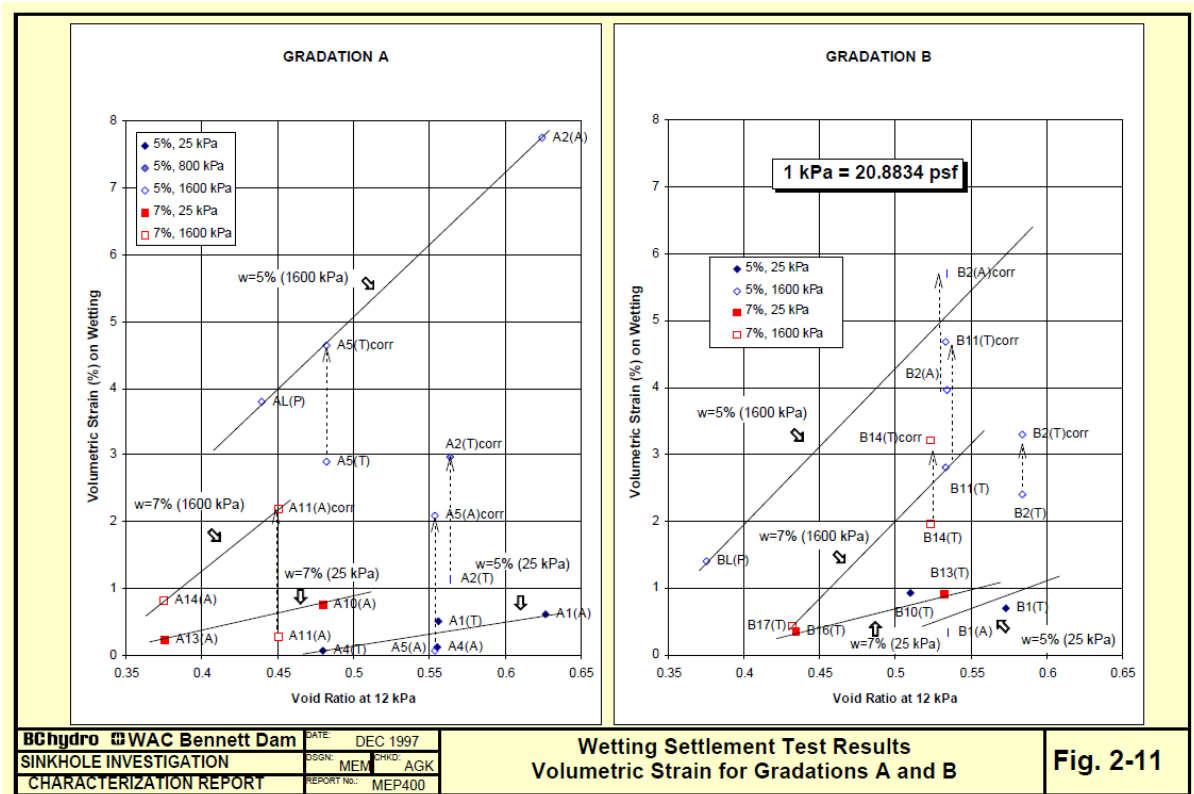 GRADATION A
8
7
6
5
4
3
2
1
0
Volumetric Strain (%) on Wetting
5%, 25 kPa
5%, 800 kPa
5%, 1600 kPa
7%, 25 kPa
7%, 1600 kPa
A2(A)
w=5% (1600 kPa)
A5(T)corr
AL(P)
A2(T)corr
A5(T)
w=7% (1600 kPa)
A11(A)corr
A5(A)corr
w=5% (25 kPa)
w=7% (25 kPa)
A2(T)
A14(A)
A10(A)
A1(T)
A1(A)
A13(A)
A11(A)
A4(T)
A5(A)
A4(A)
0.35
0.45
0.5
0.55
0.6
0.65
Void Ratio at 12 kPa
GRADATION B
8
7
6
5
4
3
2
1
0
Volumetric Strain (%) on Wetting
1 kPa = 20.8834 psf
5%, 25 kPa
5%, 1600 kPa
7%, 25 kPa
7%, 1600 kPa
B2(A)corr
B11(T)corr
B2(A)
w=5% (1600 kPa)
B14(T)corr
B2(T)corr
B11(T)
B2(T)
w=7% (1600 kPa)
B14(T)
BL(P)
B13(T)
B10(T)
B1(T)
B17(T)
B16(T)
B1(A)
w=7% (25 kPa)
w=5% (25 kPa)
0.35
0.4
0.45
0.5
0.55
0.6
0.65
Void Ratio at 12 kPa
BChydro WAC Bennett Dam
SINKHOLE INVESTIGATION
CHARACTERIZATION REPORT
DATE: DEC 1997
DSGN: MEM CHKD: AGK
REPORT No.: MEP400
Wetting Settlement Test Results
Volumetric Strain for Gradations A and B
Fig. 2-11